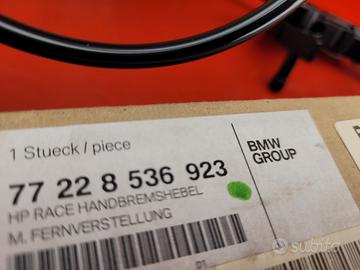 1 Stueck / piece
77 22 8 536 923
HP RACE HANDBREMSHEBEL
M. FERNVERSTELLUNG
BMW
GROUP
subito